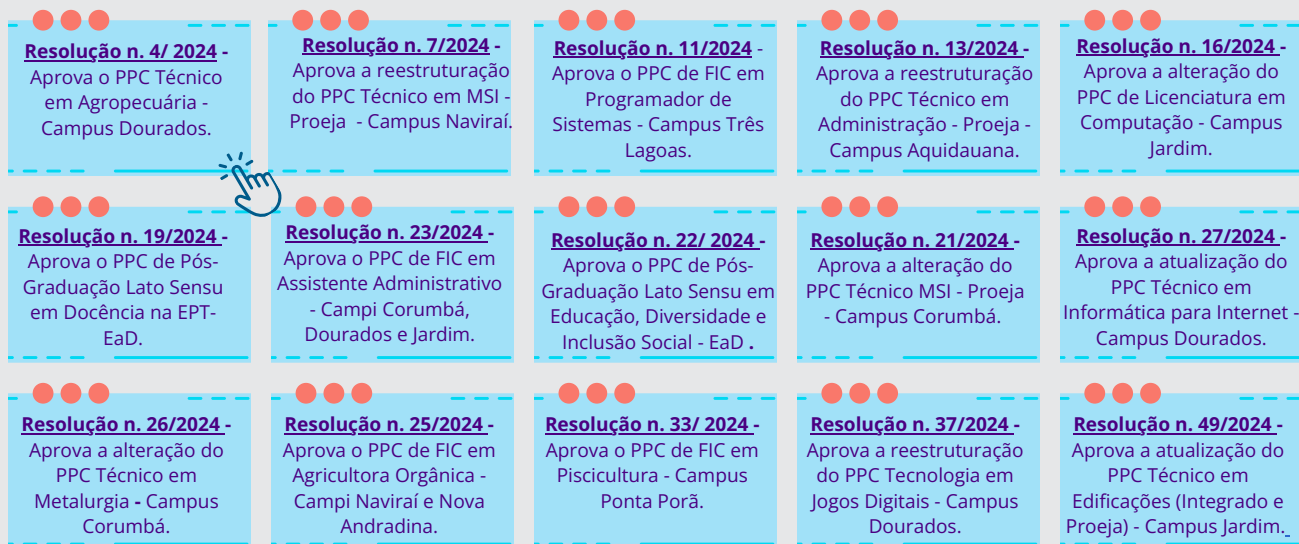 Resolução n. 4/ 2024 -
Aprova o PPC Técnico
em Agropecuária -
Campus Dourados.
Resolução n. 7/2024 -
Aprova a reestruturação
do PPC Técnico em MSI -
Proeja - Campus Naviraí.
Resolução n. 11/2024 -
Aprova o PPC de FIC em
Programador de
Sistemas - Campus Três
Lagoas.
Resolução n. 13/2024 -
Aprova a reestruturação
do PPC Técnico em
Administração - Proeja -
Campus Aquidauana.
Resolução n. 16/2024 -
Aprova a alteração do
PPC de Licenciatura em
Computação - Campus
Jardim.
Resolução n. 19/2024 -
Aprova o PPC de Pós-
Graduação Lato Sensu
em Docência na EPT-
EaD.
Resolução n. 23/2024 -
Aprova o PPC de FIC em
Assistente Administrativo
- Campi Corumbá,
Dourados e Jardim.
Resolução n. 22/ 2024 -
Aprova o PPC de Pós-
Graduação Lato Sensu em
Educação, Diversidade e
Inclusão Social - EaD .
Resolução n. 21/2024 -
Aprova a alteração do
PPC Técnico MSI - Proeja
- Campus Corumbá.
Resolução n. 27/2024 -
Aprova a atualização do
PPC Técnico em
Informática para Internet -
Campus Dourados.
Resolução n. 26/2024 -
Aprova a alteração do
PPC Técnico em
Metalurgia - Campus
Corumbá.
Resolução n. 25/2024 -
Aprova o PPC de FIC em
Agricultora Orgânica -
Campi Naviraí e Nova
Andradina.
Resolução n. 33/ 2024 -
Aprova o PPC de FIC em
Piscicultura - Campus
Ponta Porã.
Resolução n. 37/2024 -
Aprova a reestruturação
do PPC Tecnologia em
Jogos Digitais - Campus
Dourados.
Resolução n. 49/2024 -
Aprova a atualização do
PPC Técnico em
Edificações (Integrado e
Proeja) - Campus Jardim.